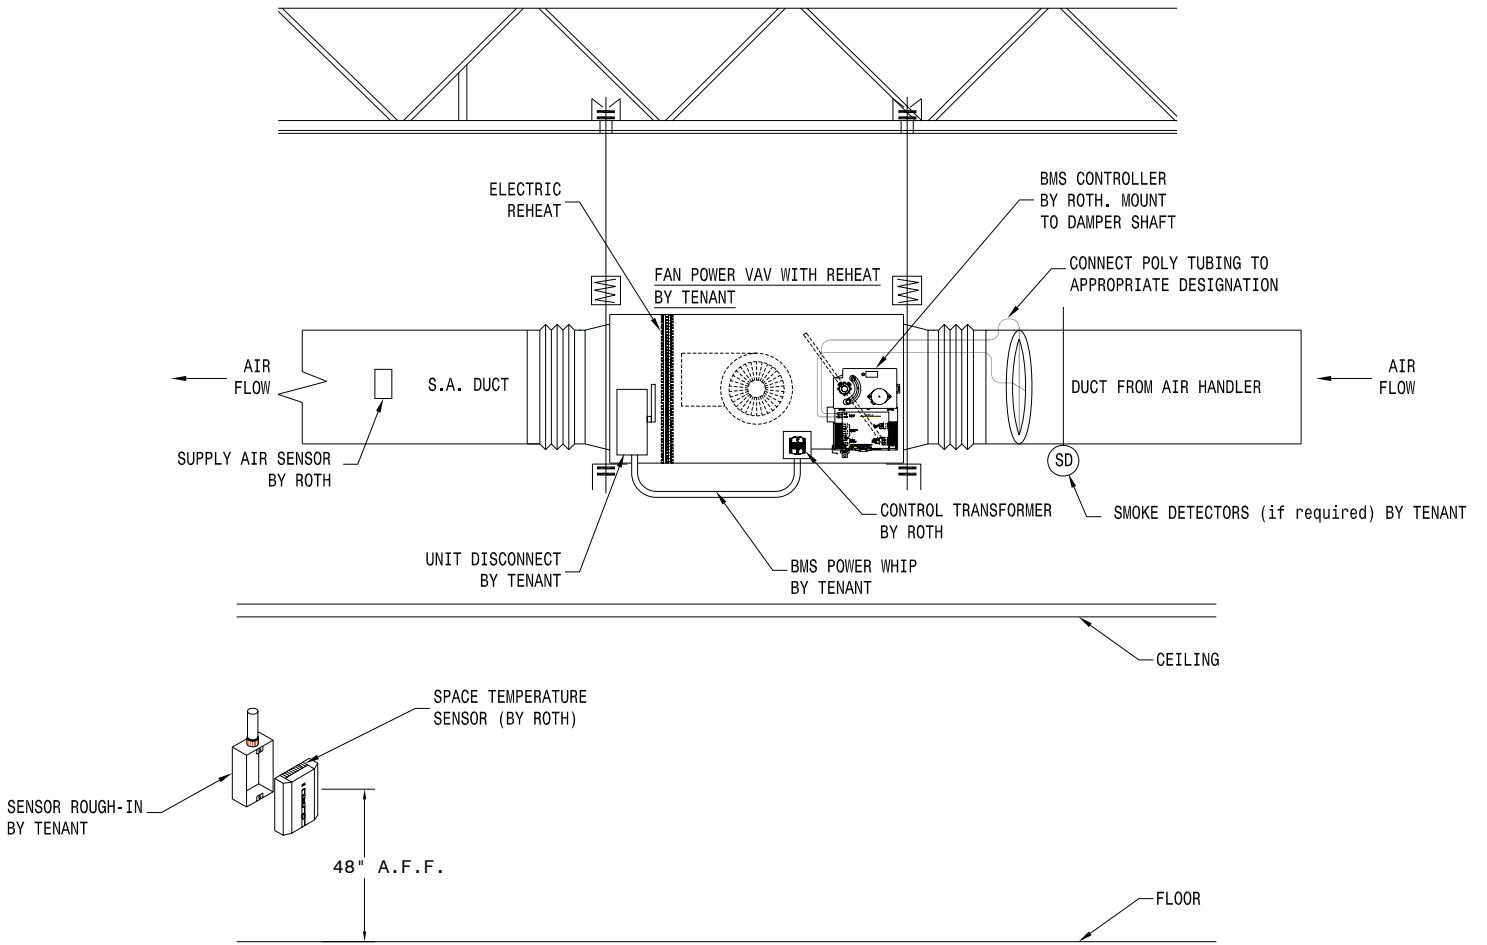 ELECTRIC
REHEAT
BMS CONTROLLER
BY ROTH. MOUNT
TO DAMPER SHAFT
CONNECT POLY TUBING TO
APPROPRIATE DESIGNATION
FAN POWER VAV WITH REHEAT
BY TENANT
AIR
FLOW
S.A. DUCT
DUCT FROM AIR HANDLER
AIR
FLOW
SUPPLY AIR SENSOR
BY ROTH
SD
CONTROL TRANSFORMER
BY ROTH
SMOKE DETECTORS (if required) BY TENANT
UNIT DISCONNECT
BY TENANT
BMS POWER WHIP
BY TENANT
CEILING
SPACE TEMPERATURE
SENSOR (BY ROTH)
SENSOR ROUGH-IN
BY TENANT
48" A.F.F.
FLOOR